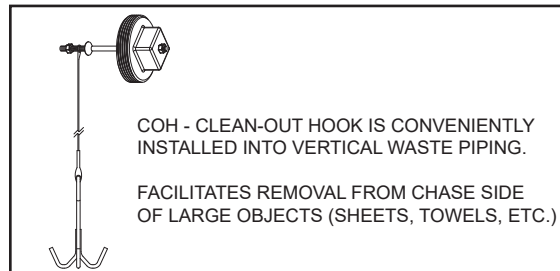 COH - CLEAN-OUT HOOK IS CONVENIENTLY
INSTALLED INTO VERTICAL WASTE PIPING.
FACILITATES REMOVAL FROM CHASE SIDE
OF LARGE OBJECTS (SHEETS, TOWELS, ETC.)